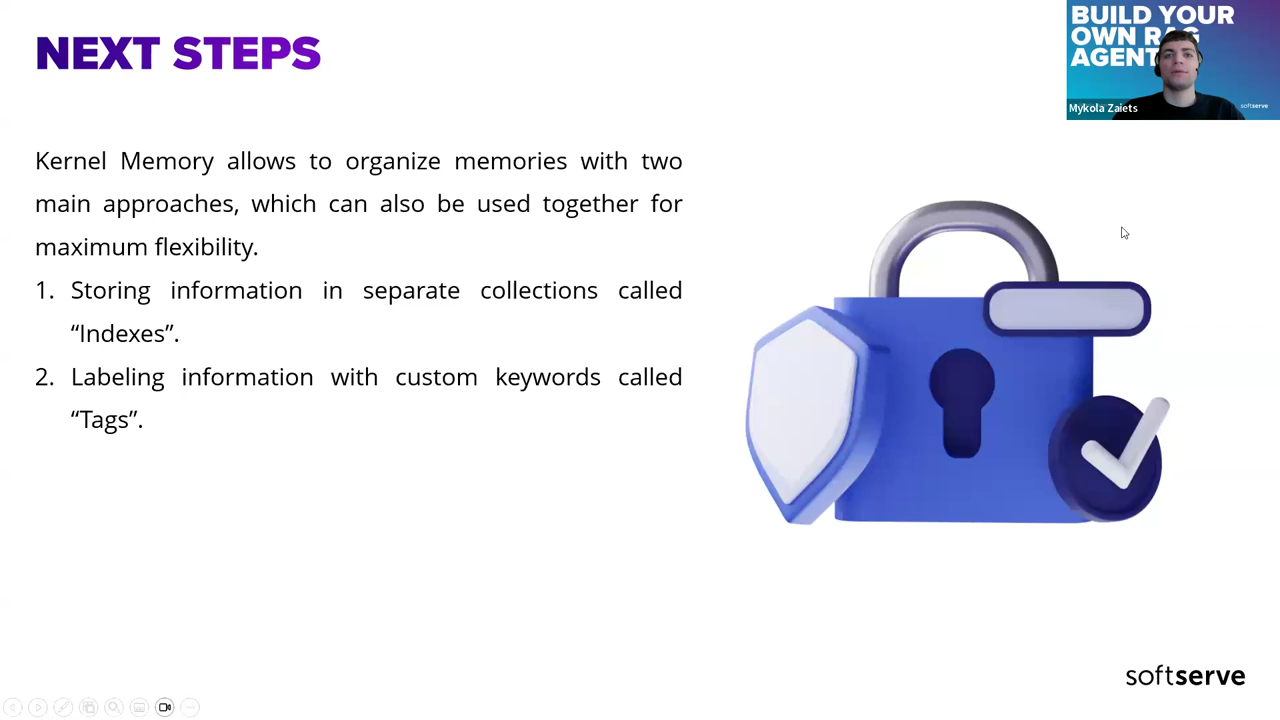 NEXT STEPS
BUILD YOUR
OWN RAG
AGENT
Mykola Zaiets
softserve
Kernel Memory allows to organize memories with two
main approaches, which can also be used together for
maximum flexibility.
1. Storing information in separate collections called
“Indexes”.
2. Labeling information with custom keywords called
“Tags”.
softserve